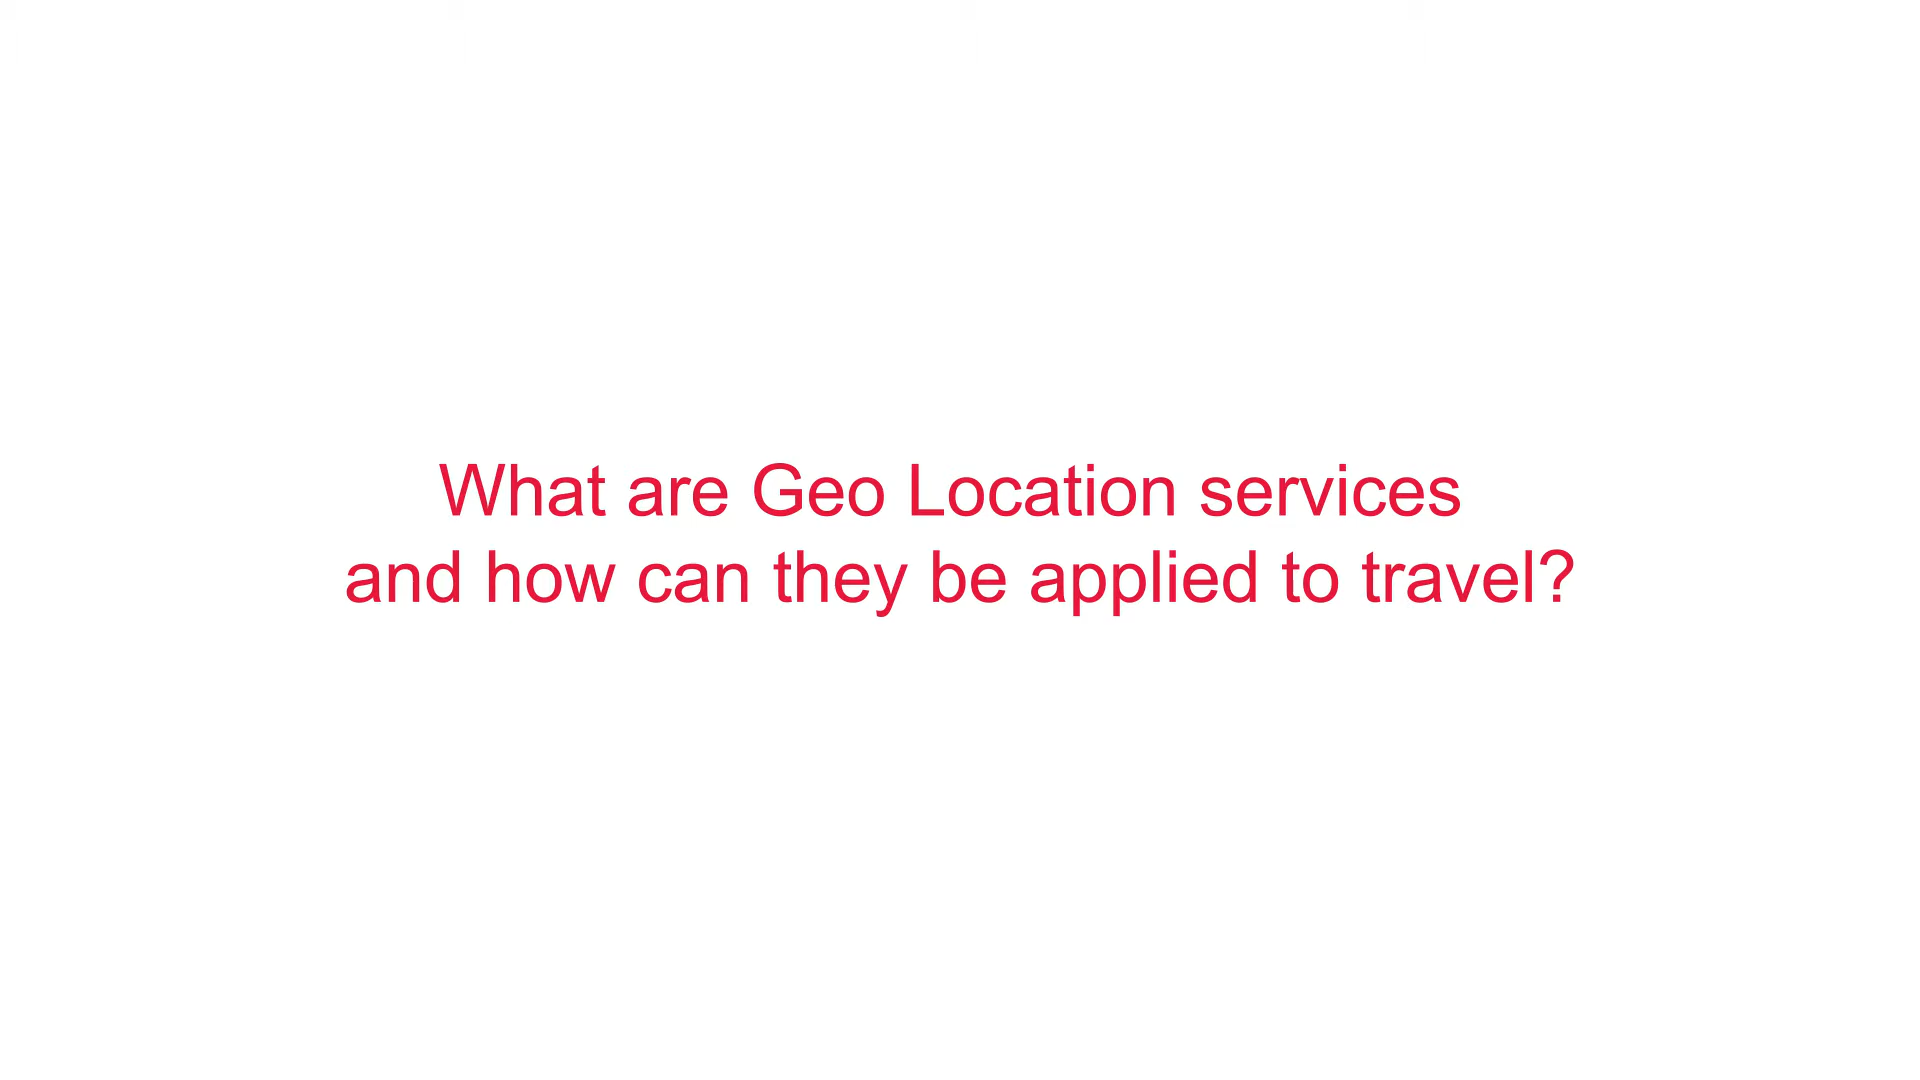 What are Geo Location services
and how can they be applied to travel?